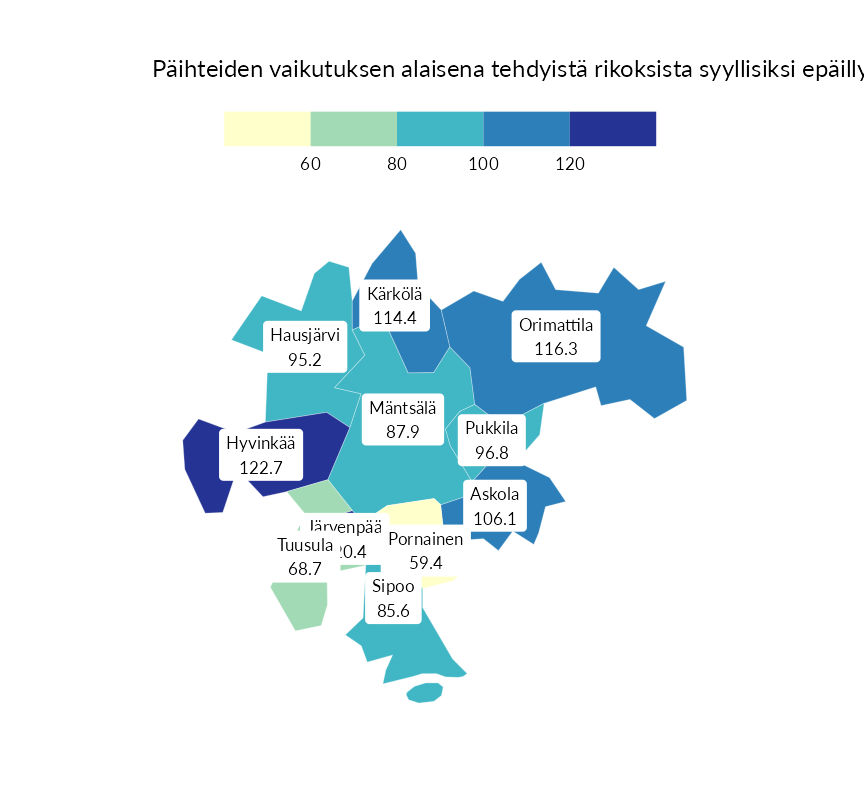 Päihteiden vaikutuksen alaisena tehdyistä rikoksista syyllisiksi
60 80 100 120
Kärkölä
114.4
Orimattila
116.3
Hausjärvi
95.2
Mäntsälä
87.9
Pukkila
96.8
Hyvinkää
122.7
Askola
106.1
Järvenpää
Pornainen
59.4
Tuusula
68.7
Sipoo
85.6